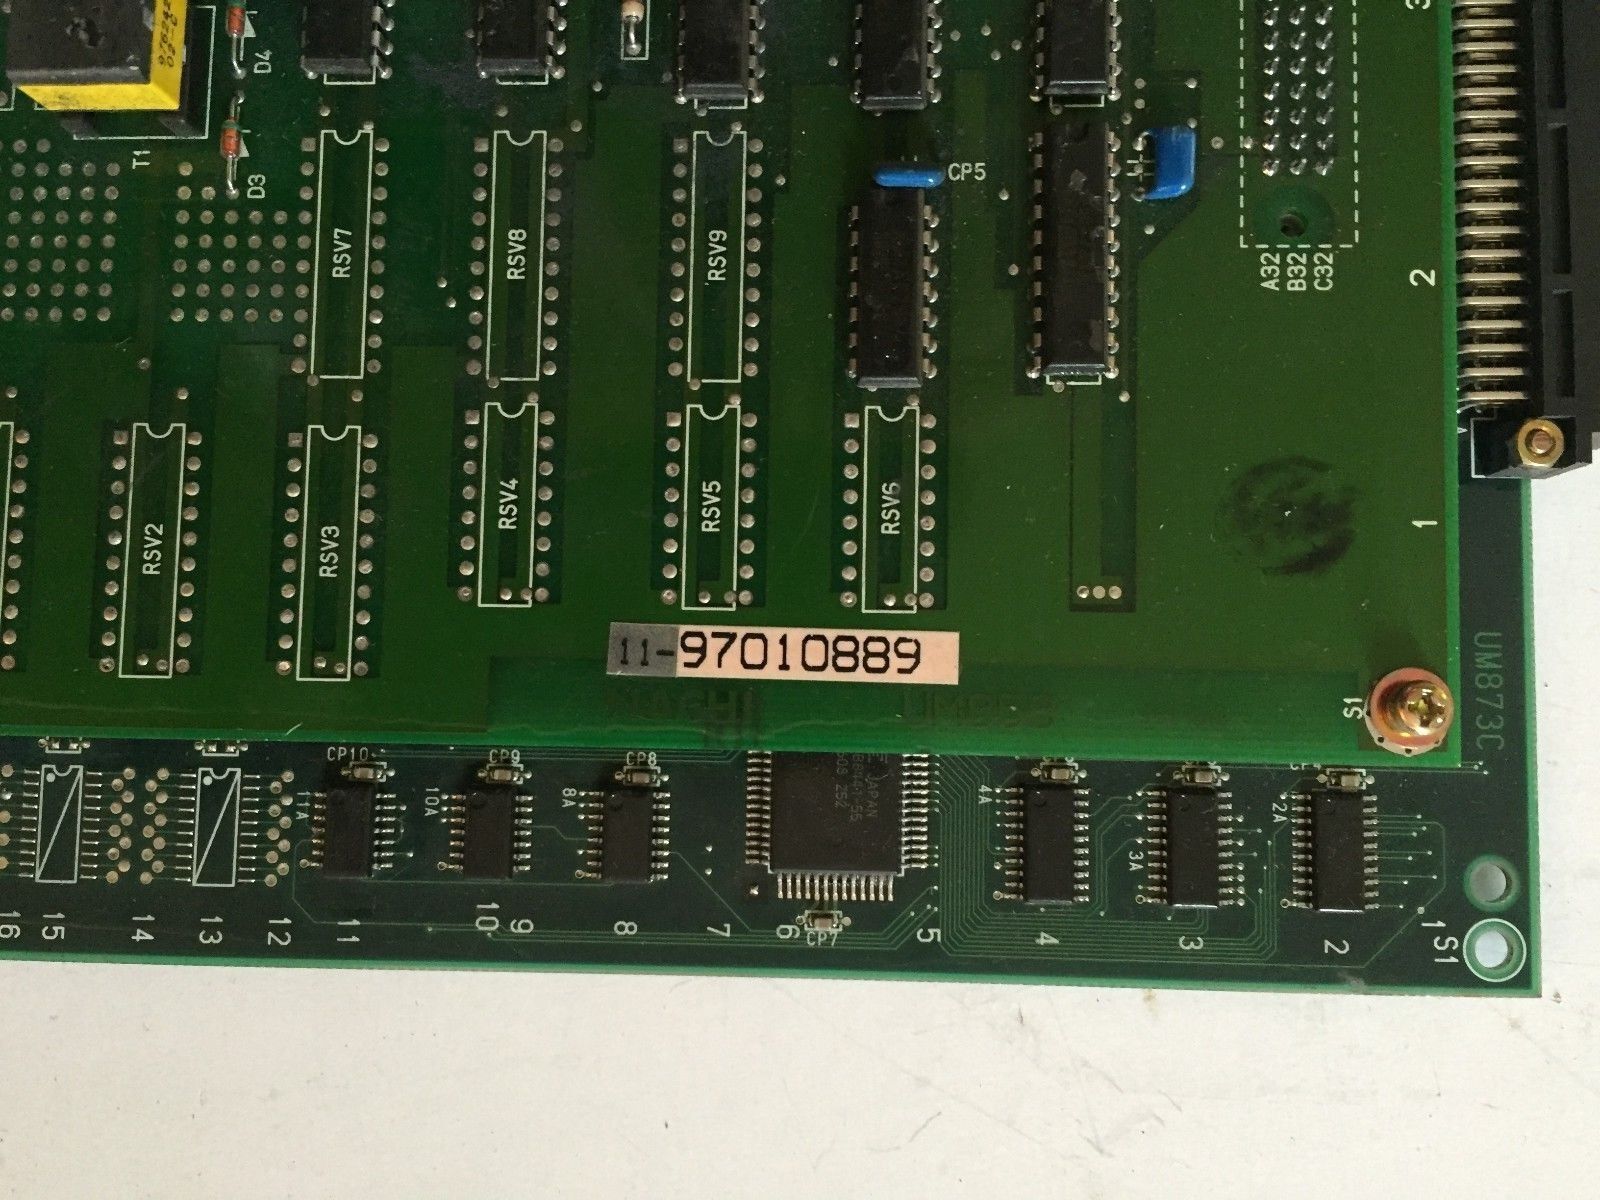 3
D4
T1
D3
CP5
RSV7
RSV8
RSV9
A32
B32
C32
2
RSV2
RSV3
RSV4
RSV5
RSV6
1
11-97010889
S1
UM873C
CP10
CP9
CP8
11A
10A
8A
JAPAN
4A
3A
2A
CP7
16
15
14
13
12
11
10
9
8
7
6
5
4
3
2
1
S1